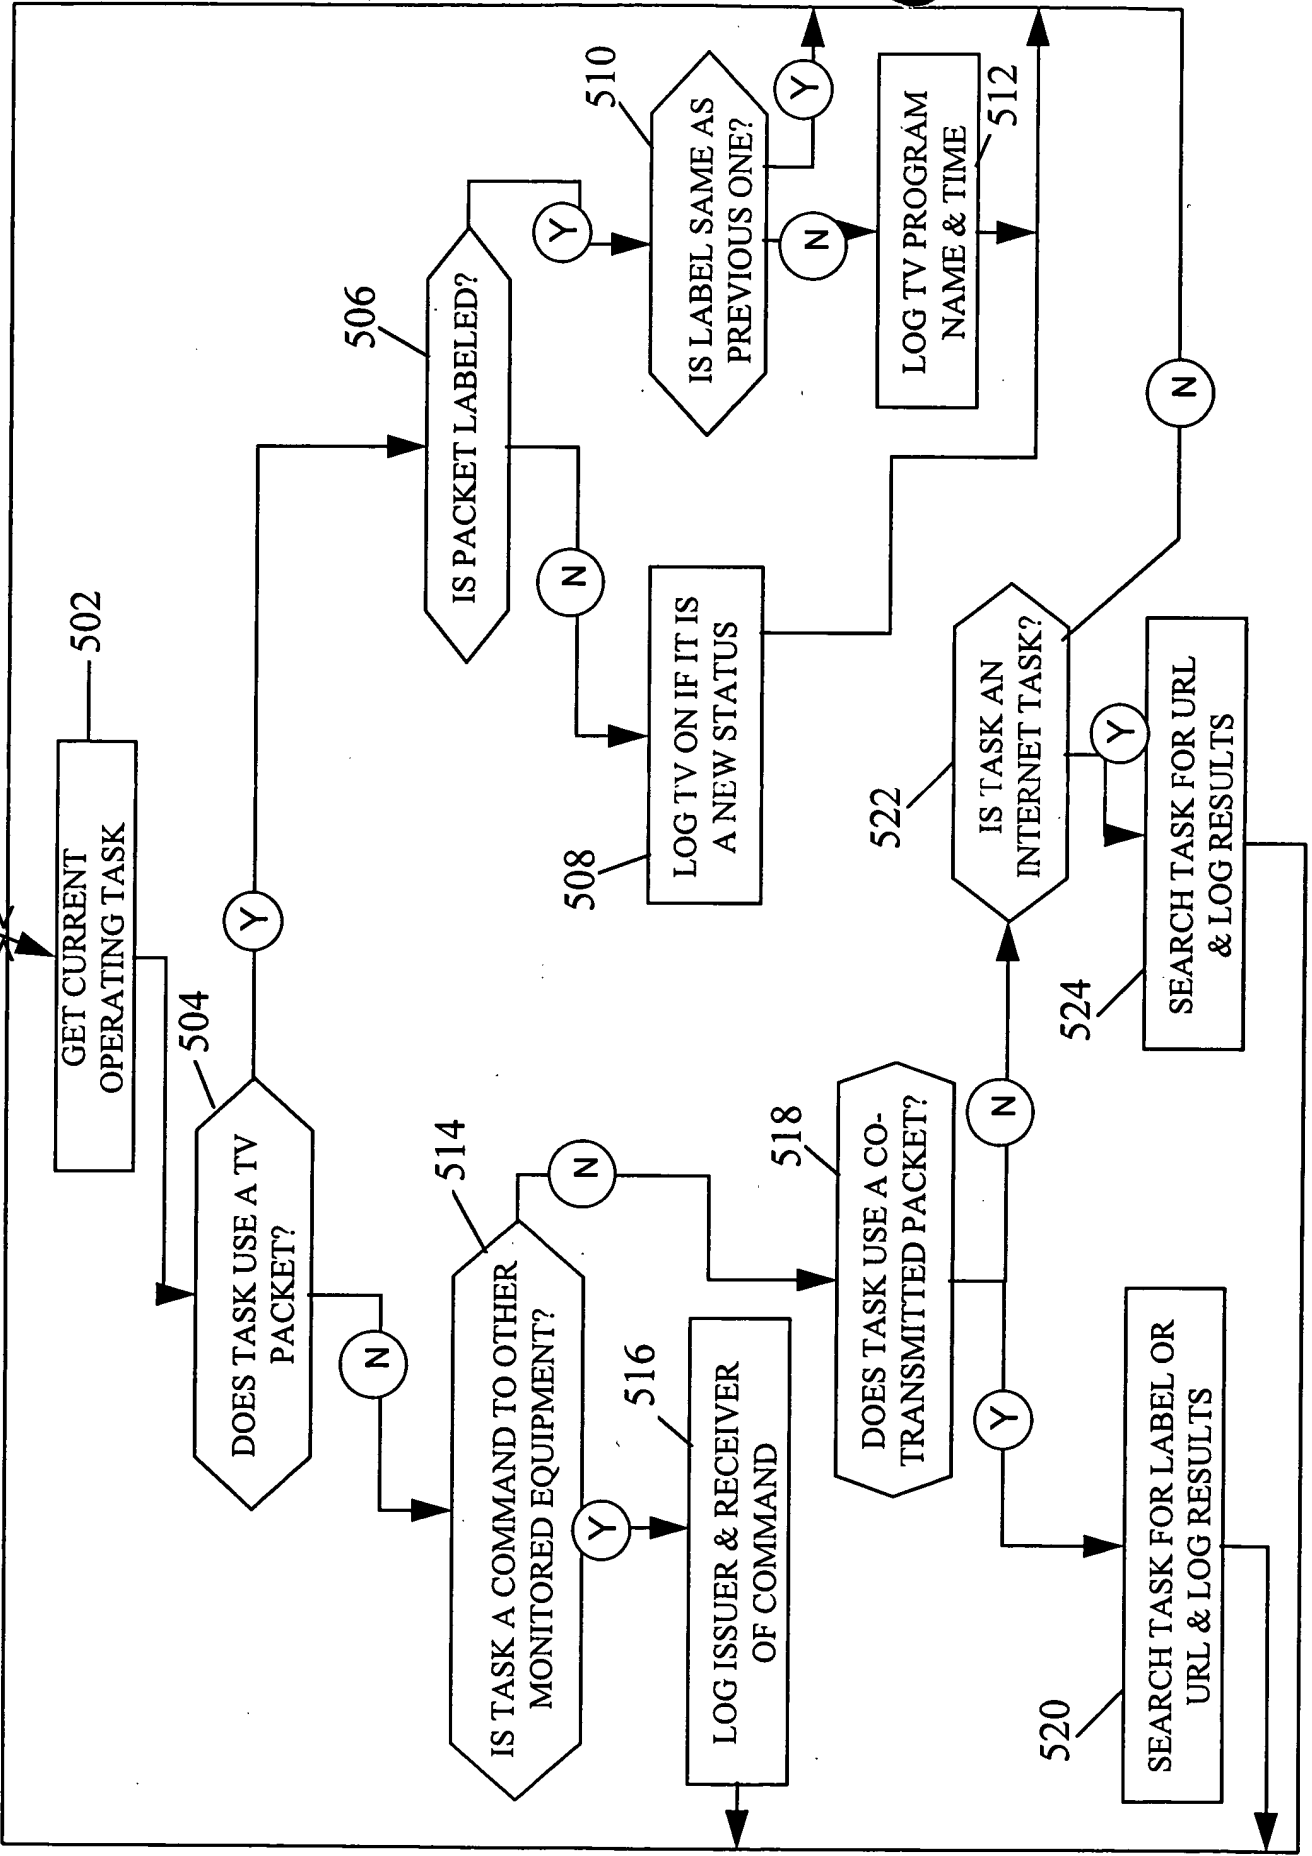 GET CURRENT
OPERATING TASK
502
504
DOES TASK USE A TV
PACKET?
Y
N
506
IS PACKET LABELED?
Y
N
510
IS LABEL SAME AS
PREVIOUS ONE?
Y
N
LOG TV PROGRAM
NAME & TIME
512
508
LOG TV ON IF IT IS
A NEW STATUS
514
IS TASK A COMMAND TO OTHER
MONITORED EQUIPMENT?
N
Y
516
LOG ISSUER & RECEIVER
OF COMMAND
518
DOES TASK USE A CO-
TRANSMITTED PACKET?
N
Y
520
SEARCH TASK FOR LABEL OR
URL & LOG RESULTS
522
IS TASK AN
INTERNET TASK?
N
Y
524
SEARCH TASK FOR URL
& LOG RESULTS